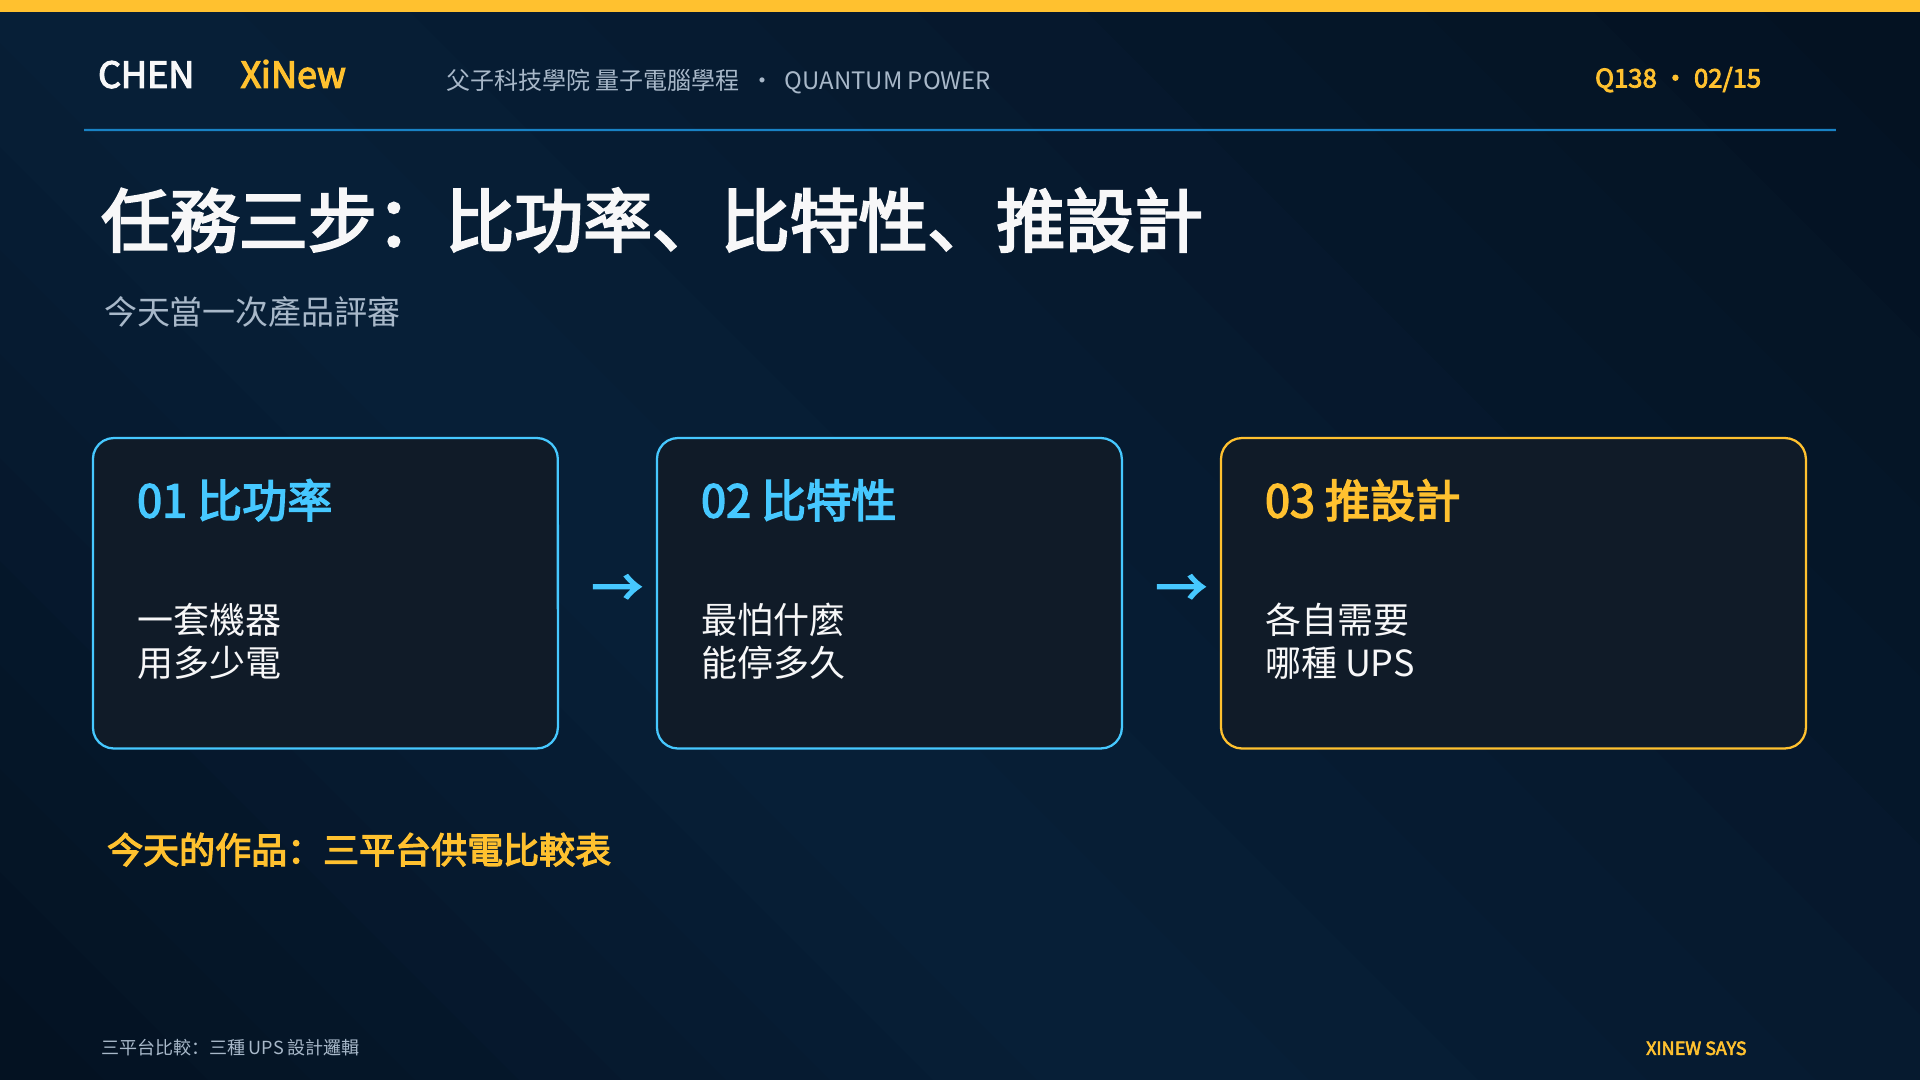 CHEN XiNew 父子科技學院 量子電腦學程 · QUANTUM POWER Q138 · 02/15
任務三步：比功率、比特性、推設計
今天當一次產品評審
01 比功率
一套機器
用多少電
→
02 比特性
最怕什麼
能停多久
→
03 推設計
各自需要
哪種 UPS
今天的作品：三平台供電比較表
三平台比較：三種 UPS 設計邏輯
XINEW SAYS